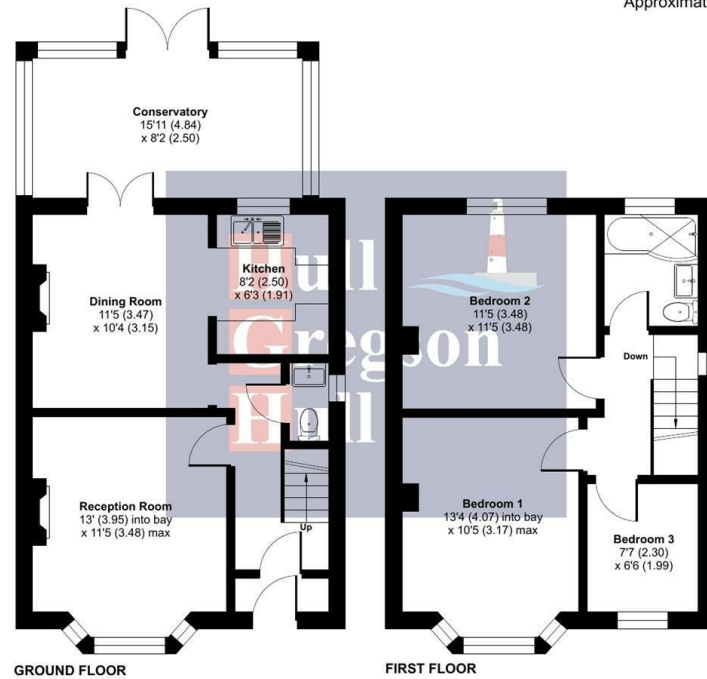 Approximat
Conservatory
15'11 (4.84)
x 8'2 (2.50)
Kitchen
8'2 (2.50)
x 6'3 (1.91)
Dining Room
11'5 (3.47)
x 10'4 (3.15)
Reception Room
13' (3.95) into bay
x 11'5 (3.48) max
Up
GROUND FLOOR
Bedroom 2
11'5 (3.48)
x 11'5 (3.48)
Down
Bedroom 1
13'4 (4.07) into bay
x 10'5 (3.17) max
Bedroom 3
7'7 (2.30)
x 6'6 (1.99)
FIRST FLOOR
Hull
Gregson
Hull